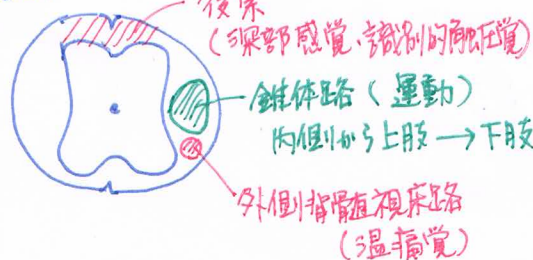 後索
(深部感覚、識別的触圧覚)
錐体路(運動)
内側から上肢→下肢
外側脊髄視床路
(温痛覚)